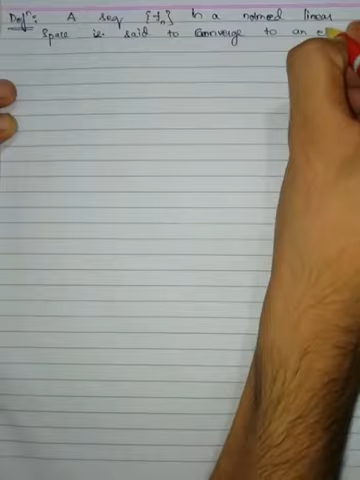 Defn: A seq {fn} in a normed linear
space is said to converge to an e